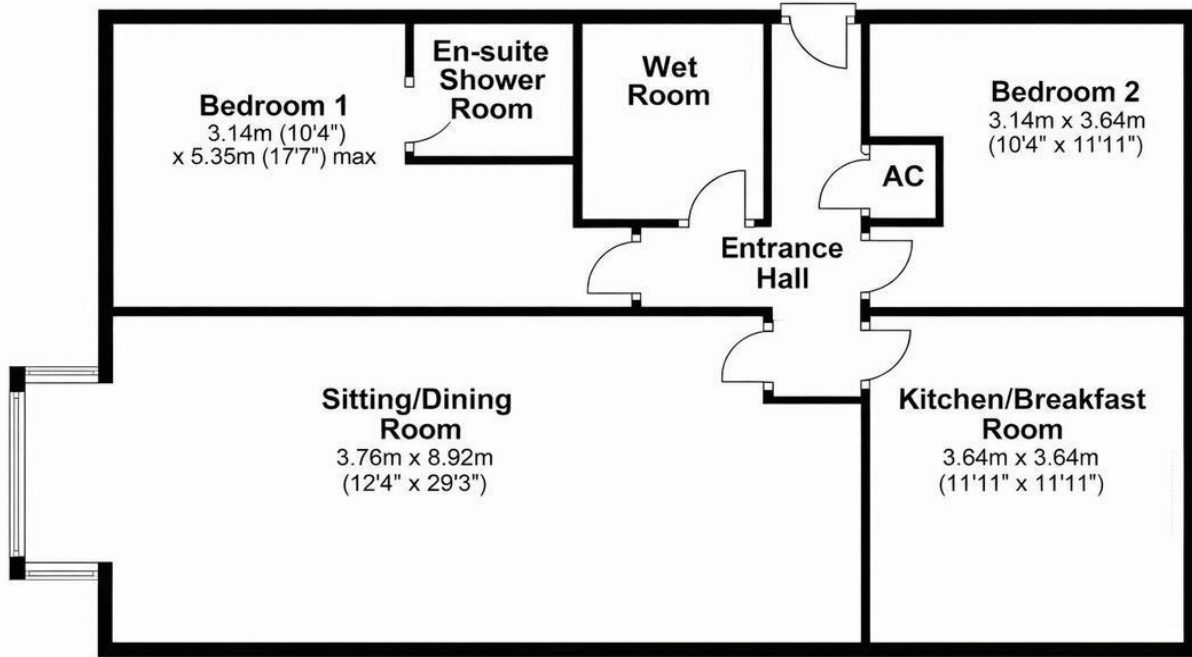 Bedroom 1
3.14m (10'4")
x 5.35m (17'7") max
En-suite
Shower
Room
Wet
Room
Bedroom 2
3.14m x 3.64m
(10'4" x 11'11")
AC
Entrance
Hall
Sitting/Dining
Room
3.76m x 8.92m
(12'4" x 29'3")
Kitchen/Breakfast
Room
3.64m x 3.64m
(11'11" x 11'11")